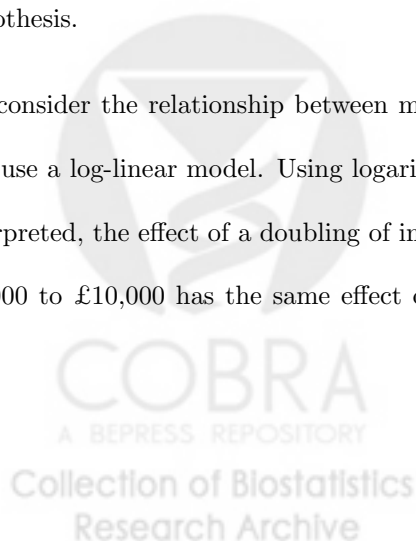 othesis.
consider the relationship between m
use a log-linear model. Using logari
rpreted, the effect of a doubling of in
000 to £10,000 has the same effect
COBRA
A BEPRESS REPOSITORY
Collection of Biostatistics
Research Archive